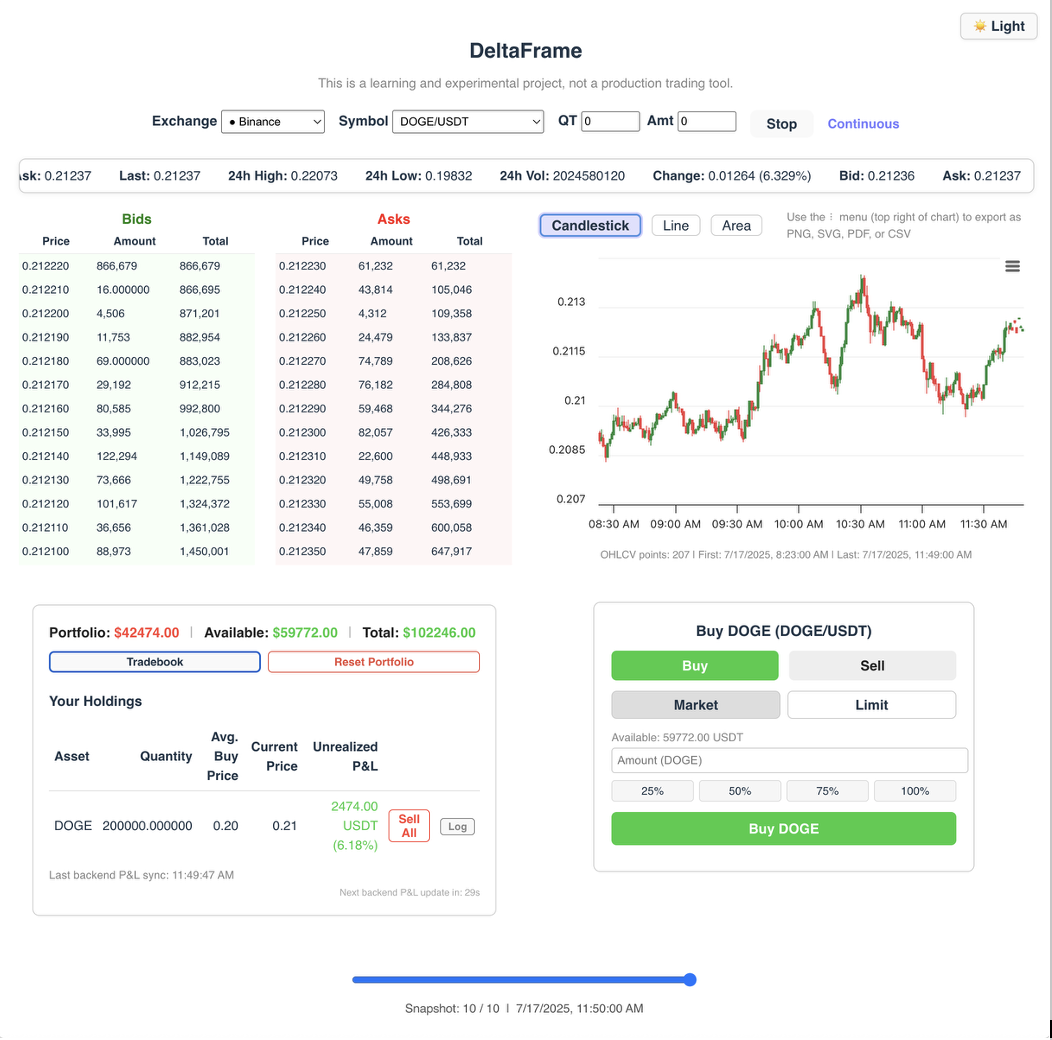 Light
DeltaFrame
This is a learning and experimental project, not a production trading tool.
Exchange ● Binance Symbol DOGE/USDT QT 0 Amt 0 Stop Continuous
sk: 0.21237 Last: 0.21237 24h High: 0.22073 24h Low: 0.19832 24h Vol: 2024580120 Change: 0.01264 (6.329%) Bid: 0.21236 Ask: 0.21237
Bids
Price Amount Total
0.212220 866,679 866,679
0.212210 16.000000 866,695
0.212200 4,506 871,201
0.212190 11,753 882,954
0.212180 69.000000 883,023
0.212170 29,192 912,215
0.212160 80,585 992,800
0.212150 33,995 1,026,795
0.212140 122,294 1,149,089
0.212130 73,666 1,222,755
0.212120 101,617 1,324,372
0.212110 36,656 1,361,028
0.212100 88,973 1,450,001
Asks
Price Amount Total
0.212230 61,232 61,232
0.212240 43,814 105,046
0.212250 4,312 109,358
0.212260 24,479 133,837
0.212270 74,789 208,626
0.212280 76,182 284,808
0.212290 59,468 344,276
0.212300 82,057 426,333
0.212310 22,600 448,933
0.212320 49,758 498,691
0.212330 55,008 553,699
0.212340 46,359 600,058
0.212350 47,859 647,917
Candlestick Line Area
Use the ⋮ menu (top right of chart) to export as
PNG, SVG, PDF, or CSV
0.213
0.2115
0.21
0.2085
0.207
08:30 AM 09:00 AM 09:30 AM 10:00 AM 10:30 AM 11:00 AM 11:30 AM
OHLCV points: 207 | First: 7/17/2025, 8:23:00 AM | Last: 7/17/2025, 11:49:00 AM
Portfolio: $42474.00 | Available: $59772.00 | Total: $102246.00
Tradebook Reset Portfolio
Your Holdings
Asset Quantity Avg. Buy Price Current Price Unrealized P&L
DOGE 200000.000000 0.20 0.21 2474.00 USDT (6.18%) Sell All Log
Last backend P&L sync: 11:49:47 AM
Next backend P&L update in: 29s
Buy DOGE (DOGE/USDT)
Buy Sell
Market Limit
Available: 59772.00 USDT
Amount (DOGE)
25% 50% 75% 100%
Buy DOGE
Snapshot: 10 / 10 | 7/17/2025, 11:50:00 AM